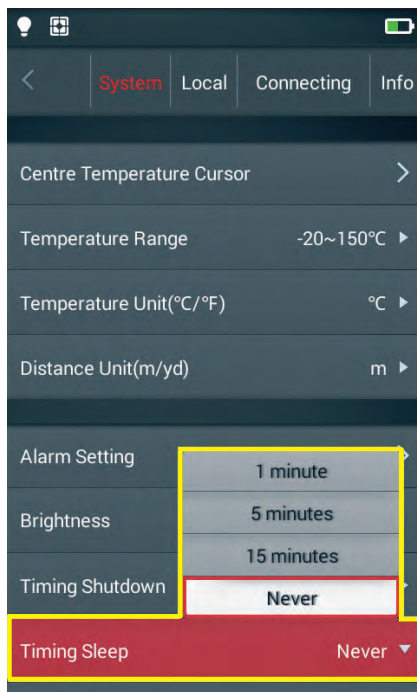 System Local Connecting Info
Centre Temperature Cursor
Temperature Range -20~150℃
Temperature Unit(℃/℉) ℃
Distance Unit(m/yd) m
Alarm Setting
1 minute
Brightness 5 minutes
15 minutes
Timing Shutdown
Never
Timing Sleep Never